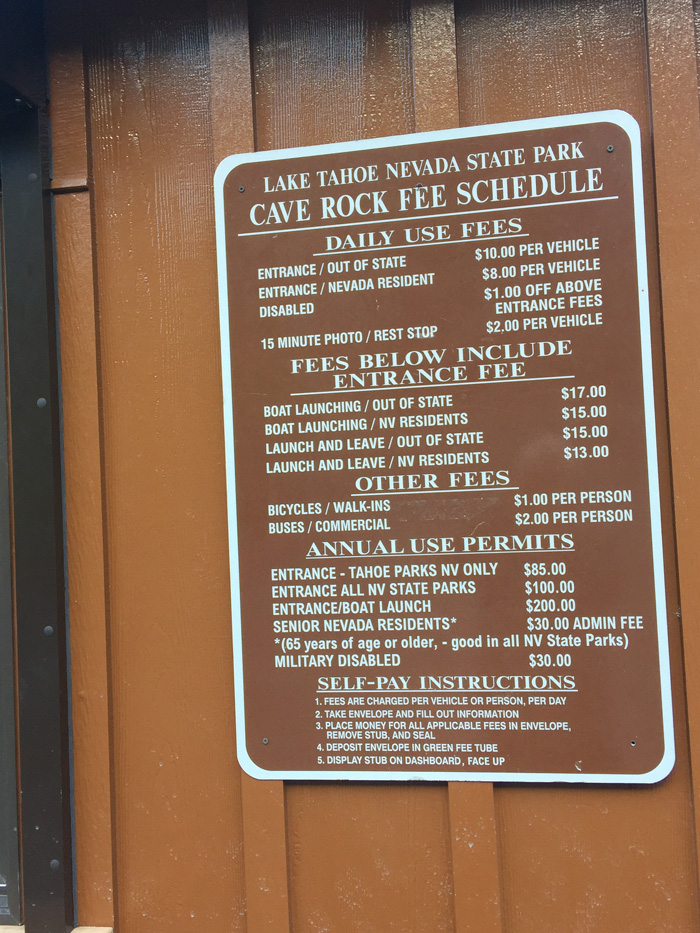 LAKE TAHOE NEVADA STATE PARK
CAVE ROCK FEE SCHEDULE
DAILY USE FEES
ENTRANCE / OUT OF STATE $10.00 PER VEHICLE
ENTRANCE / NEVADA RESIDENT $8.00 PER VEHICLE
DISABLED $1.00 OFF ABOVE
ENTRANCE FEES
15 MINUTE PHOTO / REST STOP $2.00 PER VEHICLE
FEES BELOW INCLUDE
ENTRANCE FEE
BOAT LAUNCHING / OUT OF STATE $17.00
BOAT LAUNCHING / NV RESIDENTS $15.00
LAUNCH AND LEAVE / OUT OF STATE $15.00
LAUNCH AND LEAVE / NV RESIDENTS $13.00
OTHER FEES
BICYCLES / WALK-INS $1.00 PER PERSON
BUSES / COMMERCIAL $2.00 PER PERSON
ANNUAL USE PERMITS
ENTRANCE - TAHOE PARKS NV ONLY $85.00
ENTRANCE ALL NV STATE PARKS $100.00
ENTRANCE/BOAT LAUNCH $200.00
SENIOR NEVADA RESIDENTS* $30.00 ADMIN FEE
*(65 years of age or older, - good in all NV State Parks)
MILITARY DISABLED $30.00
SELF-PAY INSTRUCTIONS
1. FEES ARE CHARGED PER VEHICLE OR PERSON, PER DAY
2. TAKE ENVELOPE AND FILL OUT INFORMATION
3. PLACE MONEY FOR ALL APPLICABLE FEES IN ENVELOPE,
REMOVE STUB, AND SEAL
4. DEPOSIT ENVELOPE IN GREEN FEE TUBE
5. DISPLAY STUB ON DASHBOARD, FACE UP